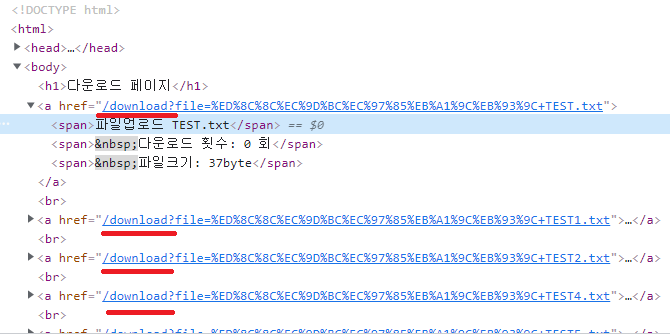 <!DOCTYPE html>
<html>
<head>…</head>
<body>
<h1>다운로드 페이지</h1>
<a href="/download?file=%ED%8C%8C%EC%9D%BC%EC%97%85%EB%A1%9C%EB%93%9C+TEST.txt">
<span>파일업로드 TEST.txt</span> == $0
<span>&nbsp;다운로드 횟수: 0 회</span>
<span>&nbsp;파일크기: 37byte</span>
</a>
<br>
<a href="/download?file=%ED%8C%8C%EC%9D%BC%EC%97%85%EB%A1%9C%EB%93%9C+TEST1.txt">…</a>
<br>
<a href="/download?file=%ED%8C%8C%EC%9D%BC%EC%97%85%EB%A1%9C%EB%93%9C+TEST2.txt">…</a>
<br>
<a href="/download?file=%ED%8C%8C%EC%9D%BC%EC%97%85%EB%A1%9C%EB%93%9C+TEST4.txt">…</a>
<br>